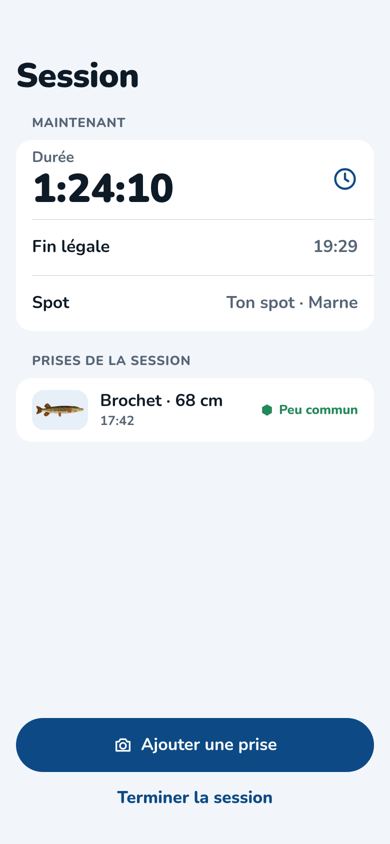 Session
MAINTENANT
Durée
1:24:10
Fin légale 19:29
Spot Ton spot · Marne
PRISES DE LA SESSION
Brochet · 68 cm
17:42
Peu commun
Ajouter une prise
Terminer la session